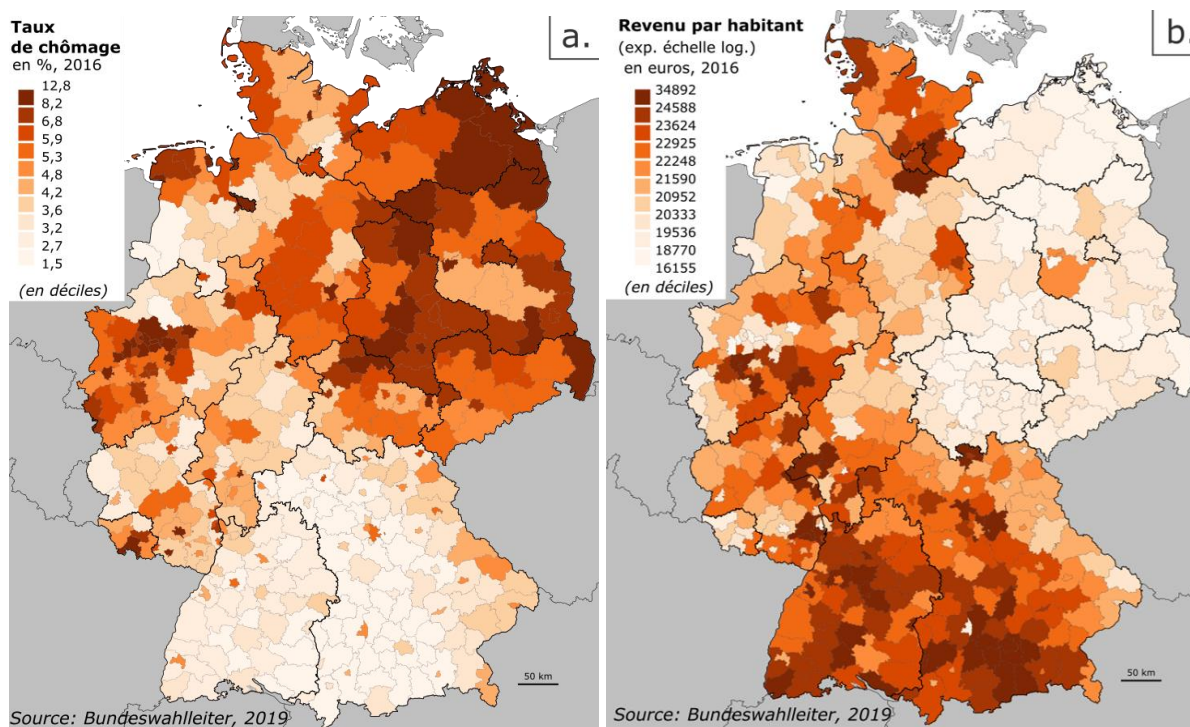 Taux
de chômage
en %, 2016
12,8
8,2
6,8
5,9
5,3
4,8
4,2
3,6
3,2
2,7
1,5
(en déciles)
a.
50 km
Source: Bundeswahlleiter, 2019
Revenu par habitant
(exp. échelle log.)
en euros, 2016
34892
24588
23624
22925
22248
21590
20952
20333
19536
18770
16155
(en déciles)
b.
50 km
Source: Bundeswahlleiter, 2019